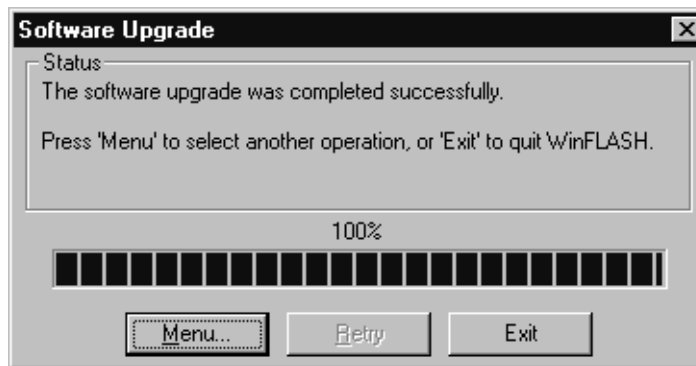 Software Upgrade
Status
The software upgrade was completed successfully.
Press 'Menu' to select another operation, or 'Exit' to quit WinFLASH.
100%
Menu...
Retry
Exit